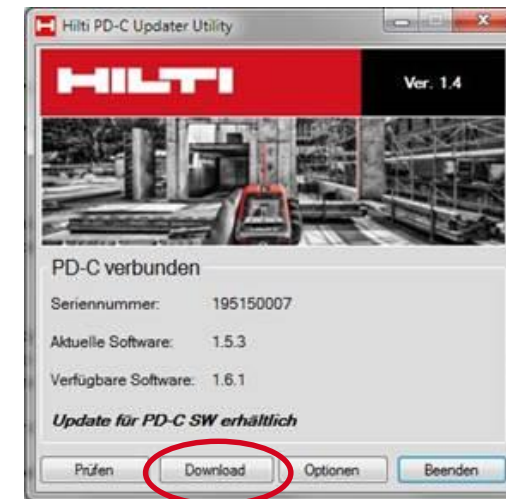 Hilti PD-C Updater Utility
HILTI
Ver. 1.4
PD-C verbunden
Seriennummer: 195150007
Aktuelle Software: 1.5.3
Verfügbare Software: 1.6.1
Update für PD-C SW erhältlich
Prüfen Download Optionen Beenden